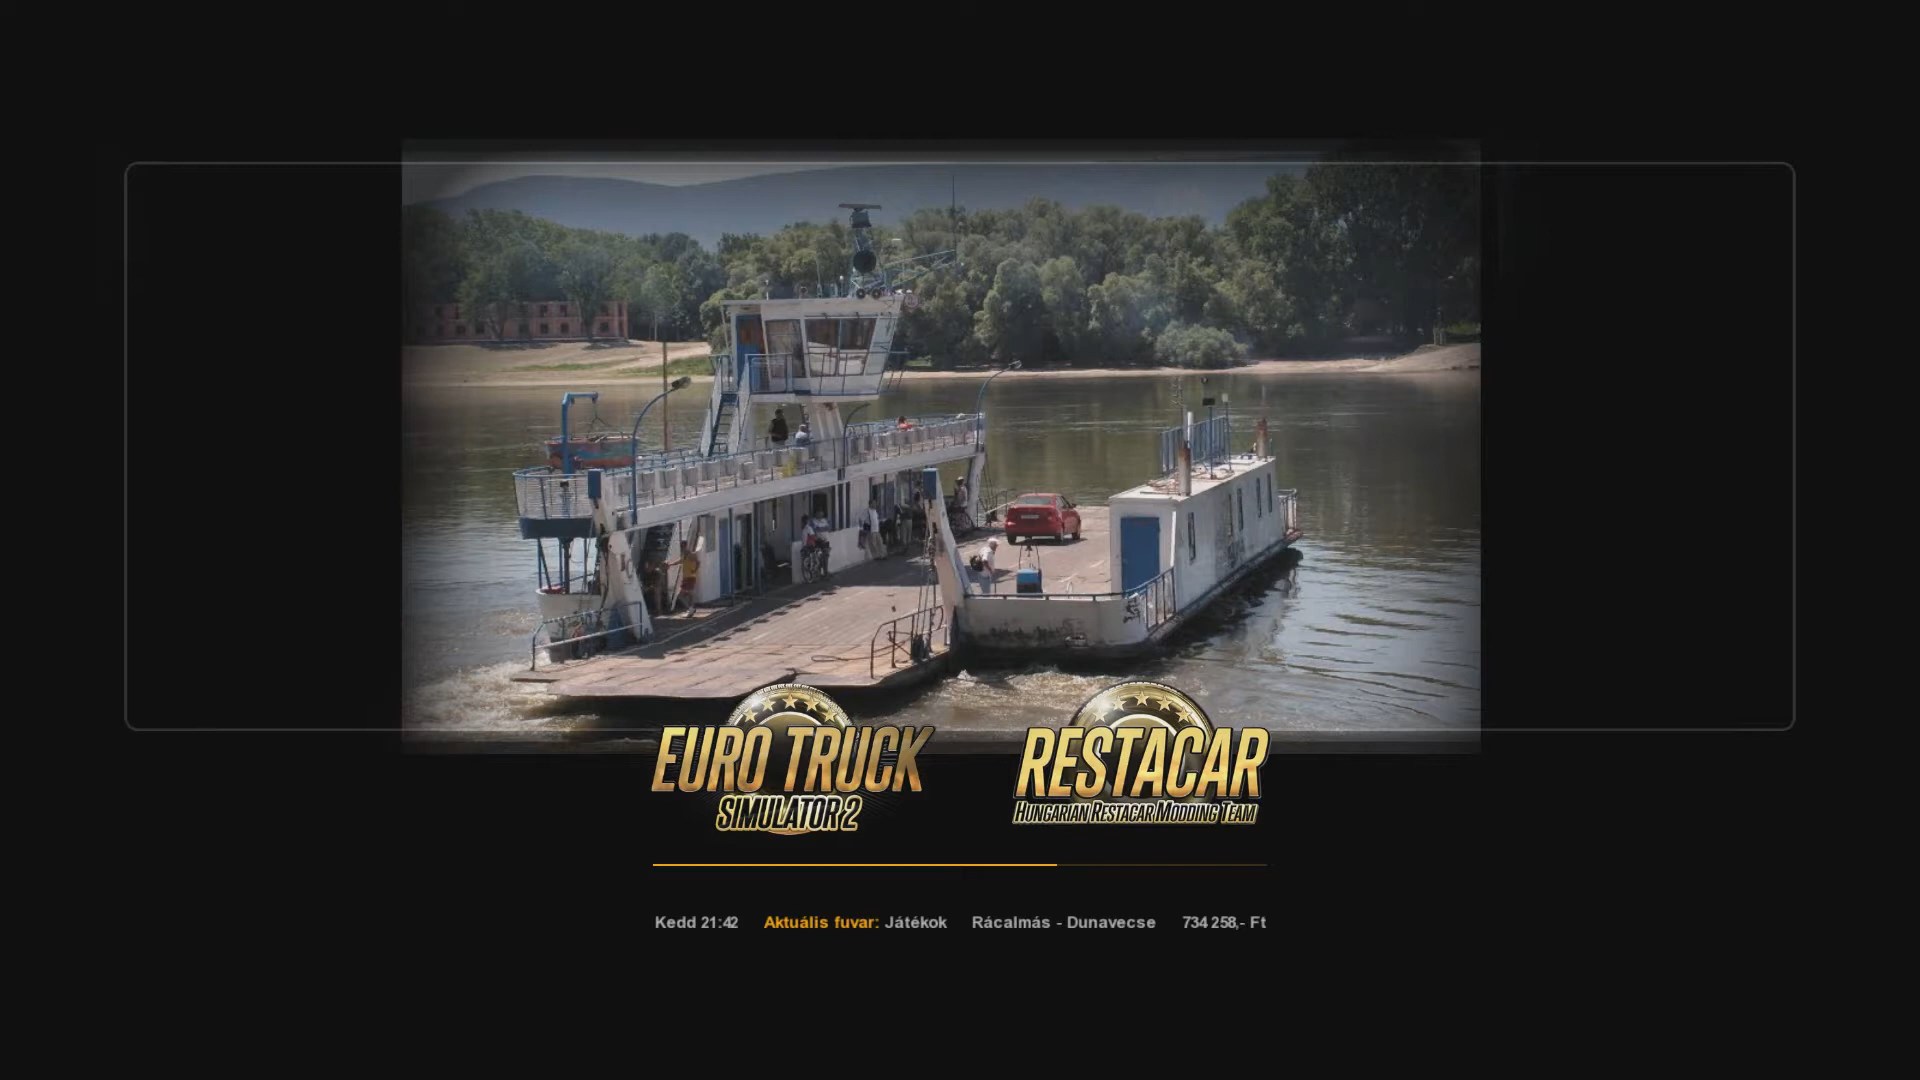 EURO TRUCK
SIMULATOR 2
RESTACAR
HUNGARIAN RESTACAR MODDING TEAM
Kedd 21:42 Aktuális fuvar: Játékok Rácalmás - Dunavecse 734 258,- Ft